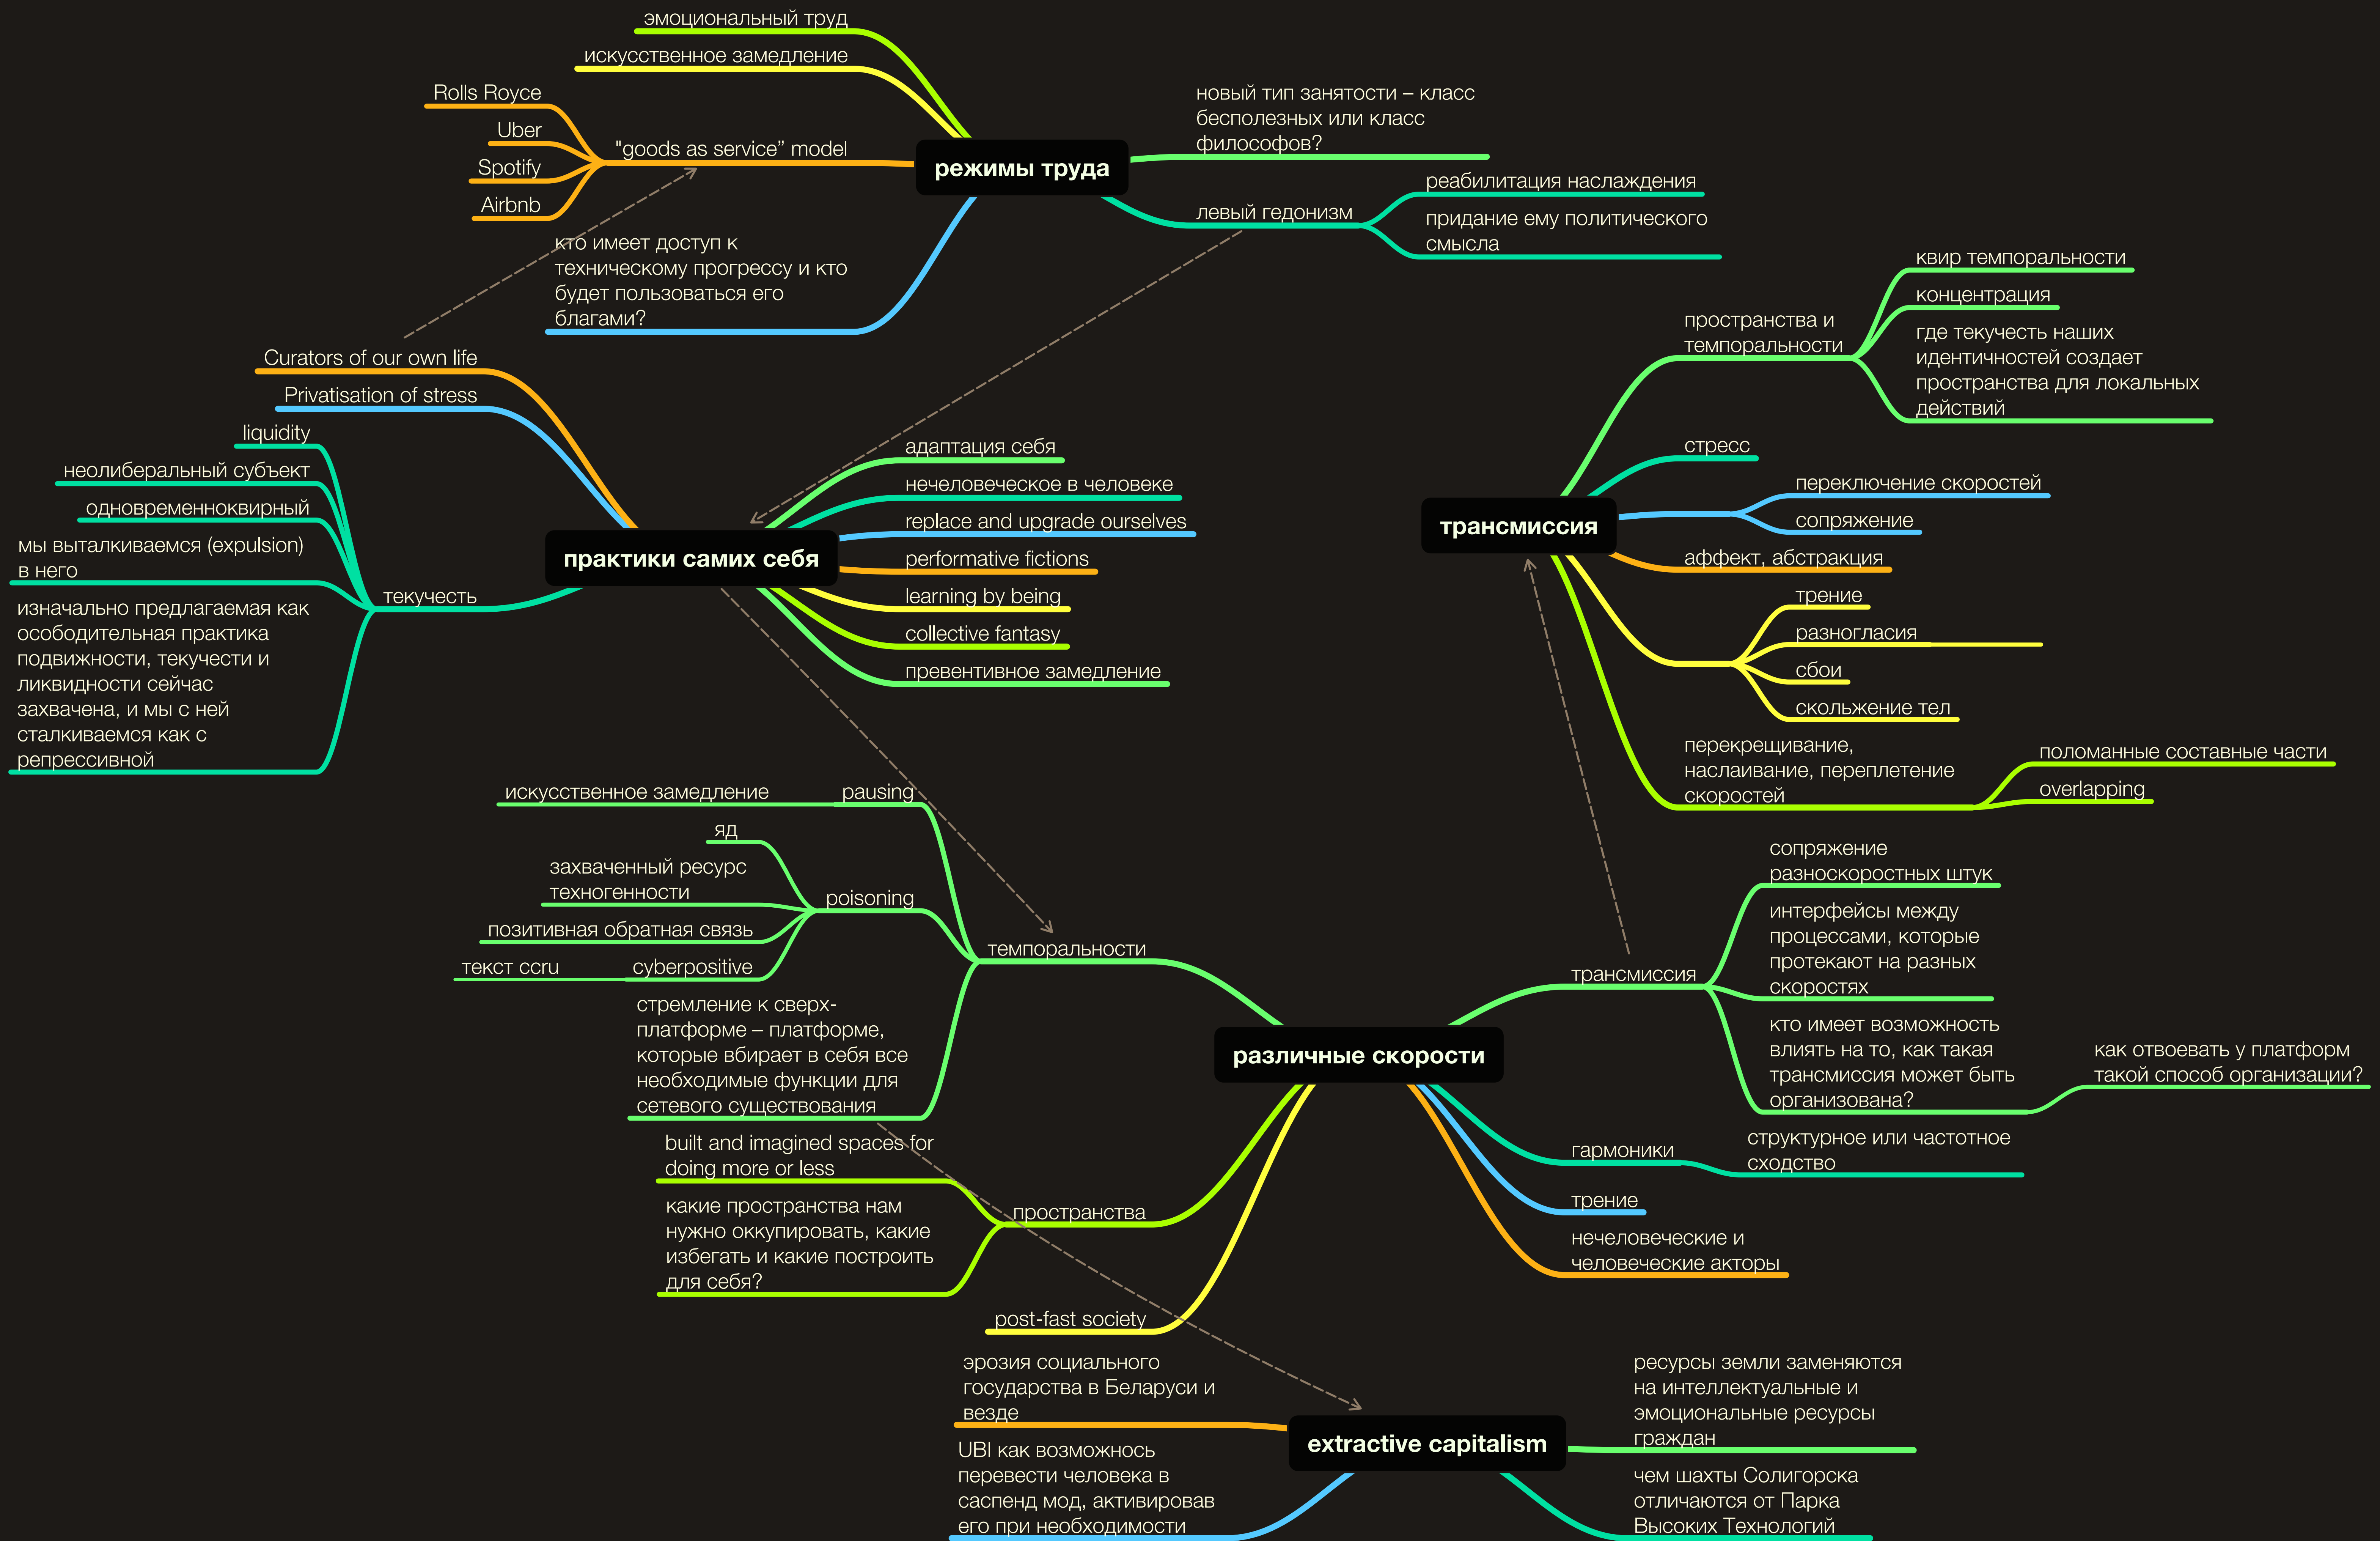 эмоциональный труд
искусственное замедление
Rolls Royce
Uber
Spotify
Airbnb
"goods as service” model
режимы труда
кто имеет доступ к
техническому прогрессу и кто
будет пользоваться его
благами?
новый тип занятости – класс
бесполезных или класс
философов?
левый гедонизм
реабилитация наслаждения
придание ему политического
смысла
Curators of our own life
Privatisation of stress
liquidity
неолиберальный субъект
одновременноквирный
мы выталкиваемся (expulsion)
в него
изначально предлагаемая как
осободительная практика
подвижности, текучести и
ликвидности сейчас
захвачена, и мы с ней
сталкиваемся как с
репрессивной
текучесть
практики самих себя
адаптация себя
нечеловеческое в человеке
replace and upgrade ourselves
performative fictions
learning by being
collective fantasy
превентивное замедление
трансмиссия
пространства и
темпоральности
квир темпоральности
концентрация
где текучесть наших
идентичностей создает
пространства для локальных
действий
стресс
переключение скоростей
сопряжение
аффект, абстракция
трение
разногласия
сбои
скольжение тел
перекрещивание,
наслаивание, переплетение
скоростей
поломанные составные части
overlapping
искусственное замедление
pausing
яд
захваченный ресурс
техногенности
позитивная обратная связь
текст ccru
cyberpositive
poisoning
стремление к сверх-
платформе – платформе,
которые вбирает в себя все
необходимые функции для
сетевого существования
темпоральности
built and imagined spaces for
doing more or less
какие пространства нам
нужно оккупировать, какие
избегать и какие построить
для себя?
пространства
post-fast society
различные скорости
трансмиссия
сопряжение
разноскоростных штук
интерфейсы между
процессами, которые
протекают на разных
скоростях
кто имеет возможность
влиять на то, как такая
трансмиссия может быть
организована?
как отвоевать у платформ
такой способ организации?
гармоники
структурное или частотное
сходство
трение
нечеловеческие и
человеческие акторы
эрозия социального
государства в Беларуси и
везде
UBI как возможнось
перевести человека в
саспенд мод, активировав
его при необходимости
extractive capitalism
ресурсы земли заменяются
на интеллектуальные и
эмоциональные ресурсы
граждан
чем шахты Солигорска
отличаются от Парка
Высоких Технологий